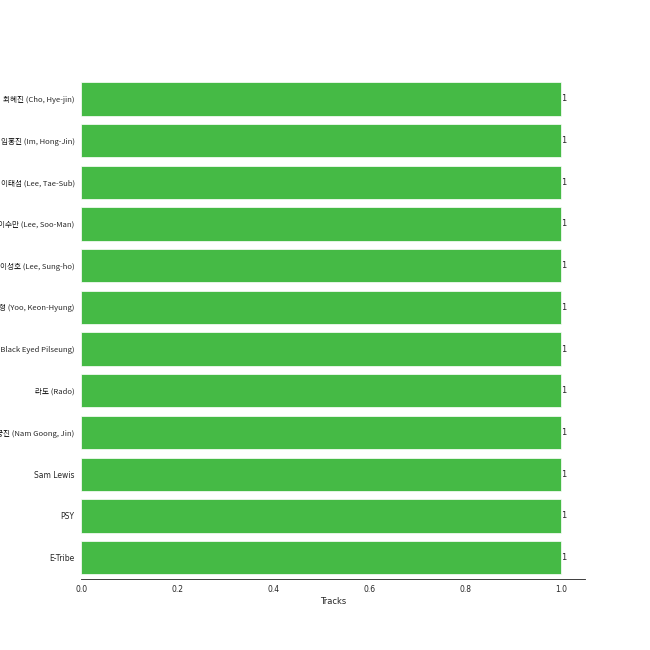 최혜진 (Cho, Hye-jin) 1
임홍진 (Im, Hong-Jin) 1
이태섭 (Lee, Tae-Sub) 1
이수만 (Lee, Soo-Man) 1
이성호 (Lee, Sung-ho) 1
형 (Yoo, Keon-Hyung) 1
Black Eyed Pilseung) 1
라도 (Rado) 1
궁진 (Nam Goong, Jin) 1
Sam Lewis 1
PSY 1
E-Tribe 1
0.0 0.2 0.4 0.6 0.8 1.0
Tracks